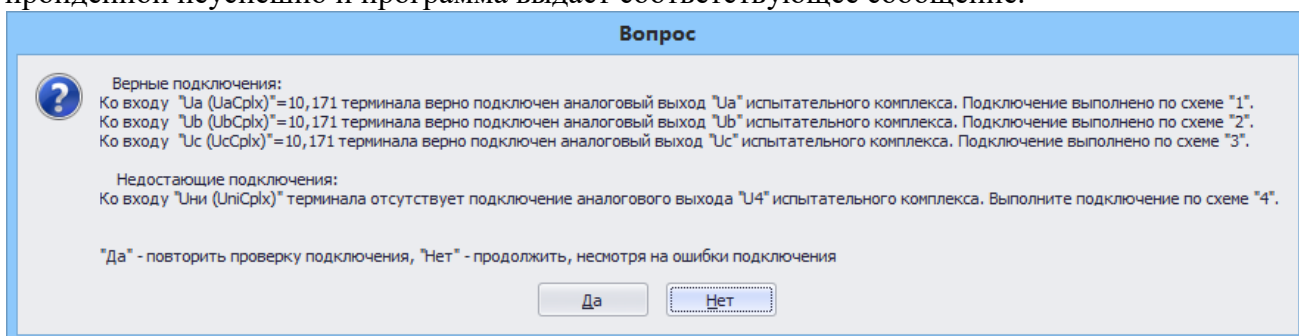 пройденной неуспешно и программа выдает соответствующее сообщение.
Вопрос
Верные подключения:
Ко входу "Ua (UaCplx)"=10,171 терминала верно подключен аналоговый выход "Ua" испытательного комплекса. Подключение выполнено по схеме "1".
Ко входу "Ub (UbCplx)"=10,171 терминала верно подключен аналоговый выход "Ub" испытательного комплекса. Подключение выполнено по схеме "2".
Ко входу "Uc (UcCplx)"=10,171 терминала верно подключен аналоговый выход "Uc" испытательного комплекса. Подключение выполнено по схеме "3".
Недостающие подключения:
Ко входу "Uни (UniCplx)" терминала отсутствует подключение аналогового выхода "U4" испытательного комплекса. Выполните подключение по схеме "4".
"Да" - повторить проверку подключения, "Нет" - продолжить, несмотря на ошибки подключения
Да Нет